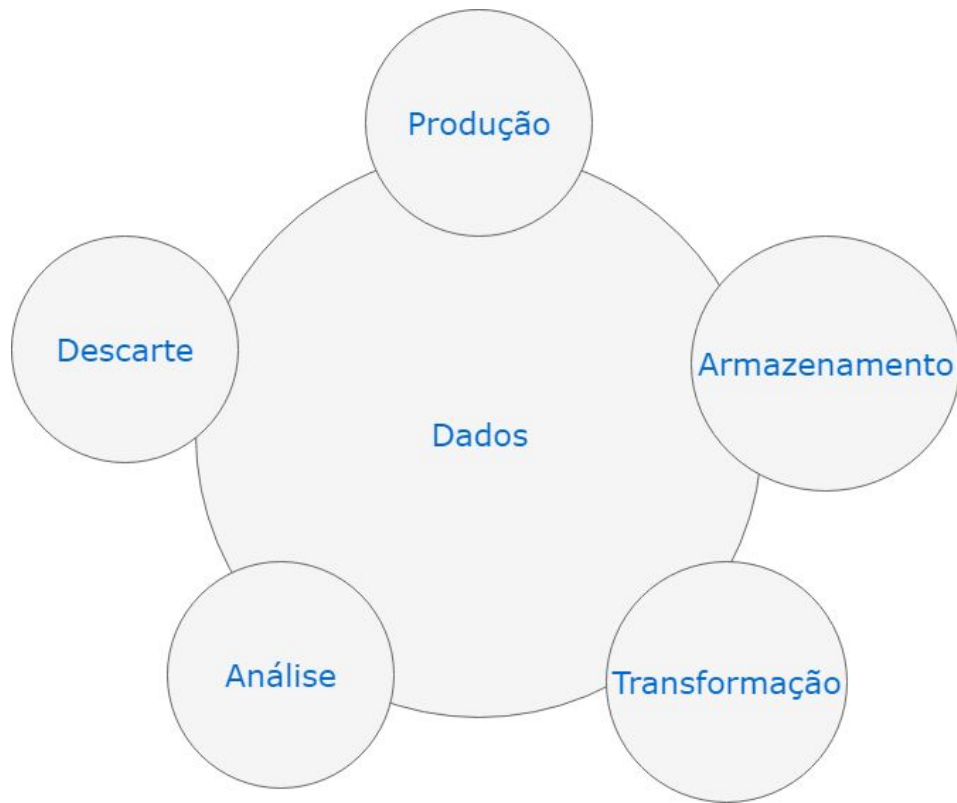 Produção
Descarte
Armazenamento
Dados
Análise
Transformação